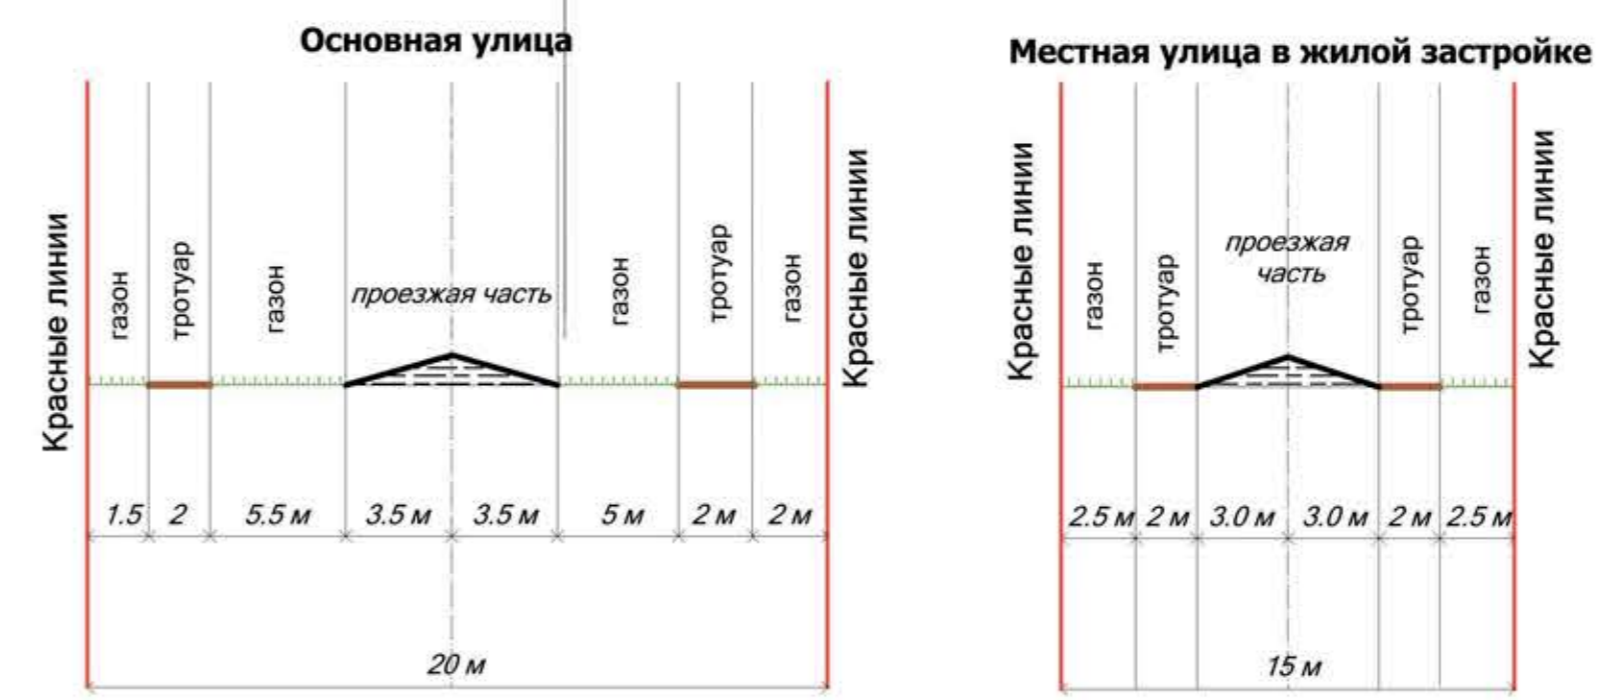 Основная улица
Красные линии
газон
тротуар
газон
проезжая часть
газон
тротуар
газон
Красные линии
1.5 2 5.5 м 3.5 м 3.5 м 5 м 2 м 2 м
20 м
Местная улица в жилой застройке
Красные линии
газон
тротуар
проезжая
часть
тротуар
газон
Красные линии
2.5 м 2 м 3.0 м 3.0 м 2 м 2.5 м
15 м